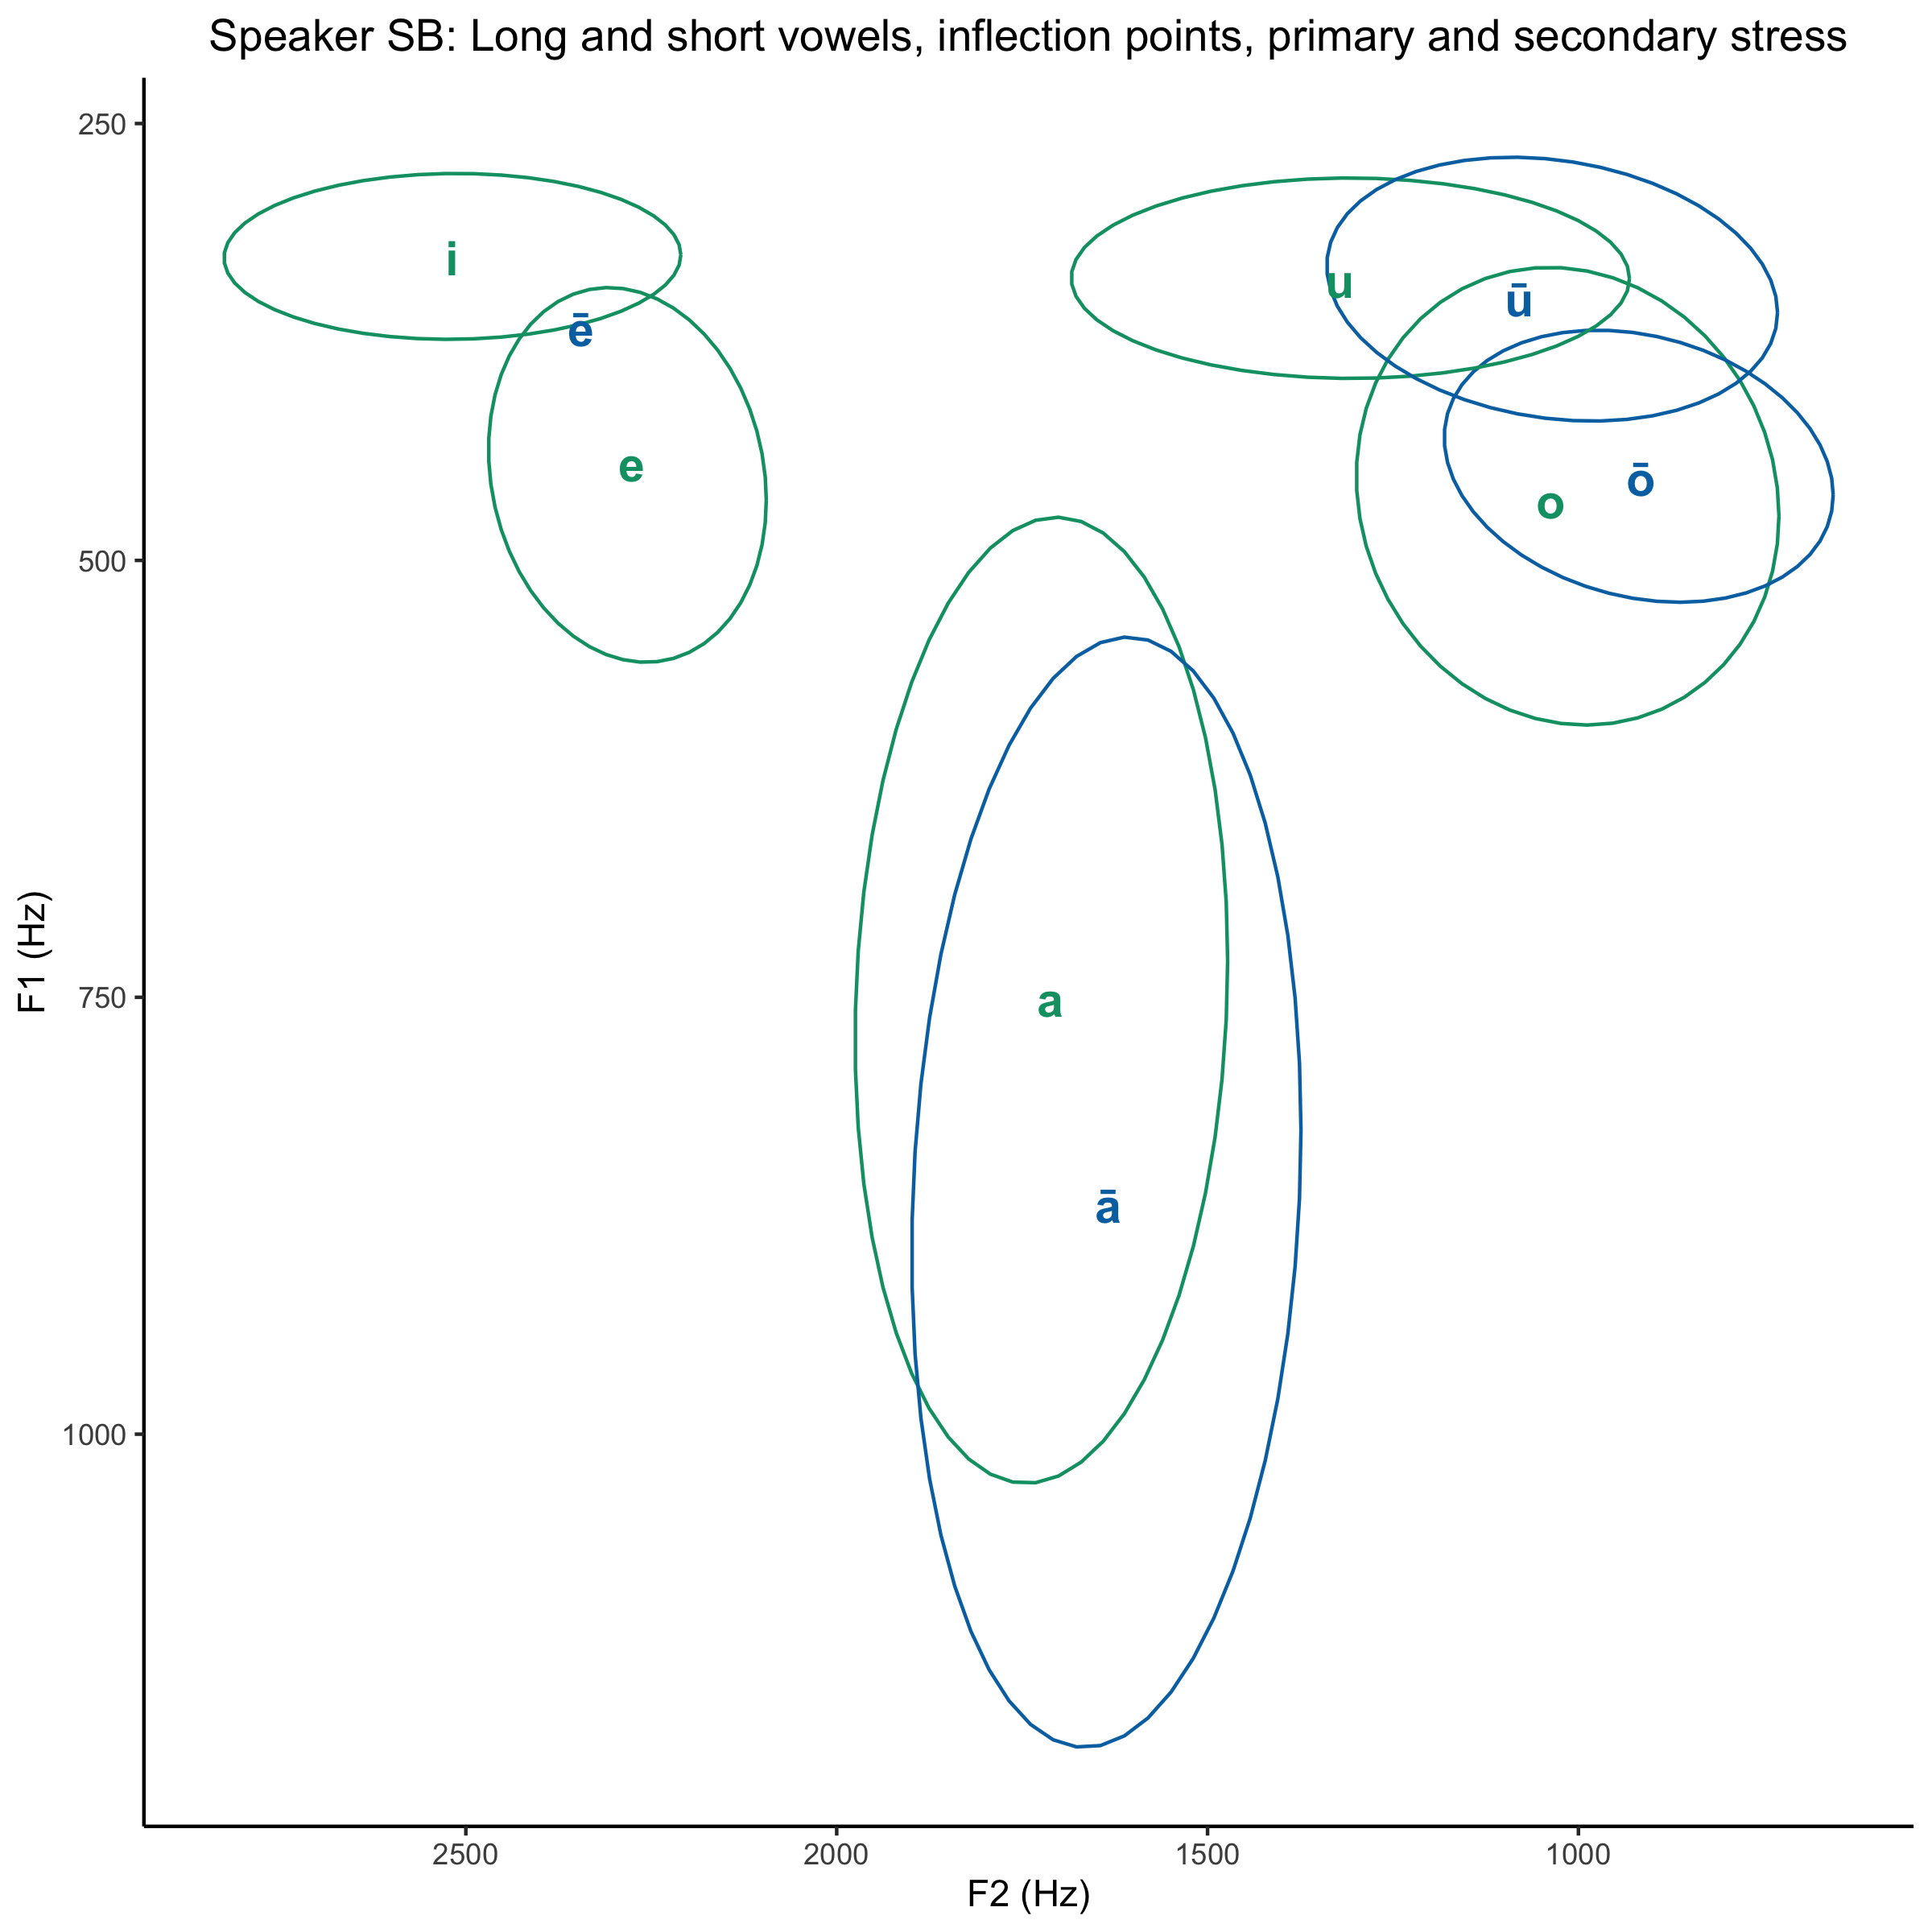 Speaker SB: Long and short vowels, inflection points, primary and secondary stress
250
i
u
ū
ē
e
ō
o
500
a
750
ā
1000
F1 (Hz)
2500 2000 1500 1000
F2 (Hz)